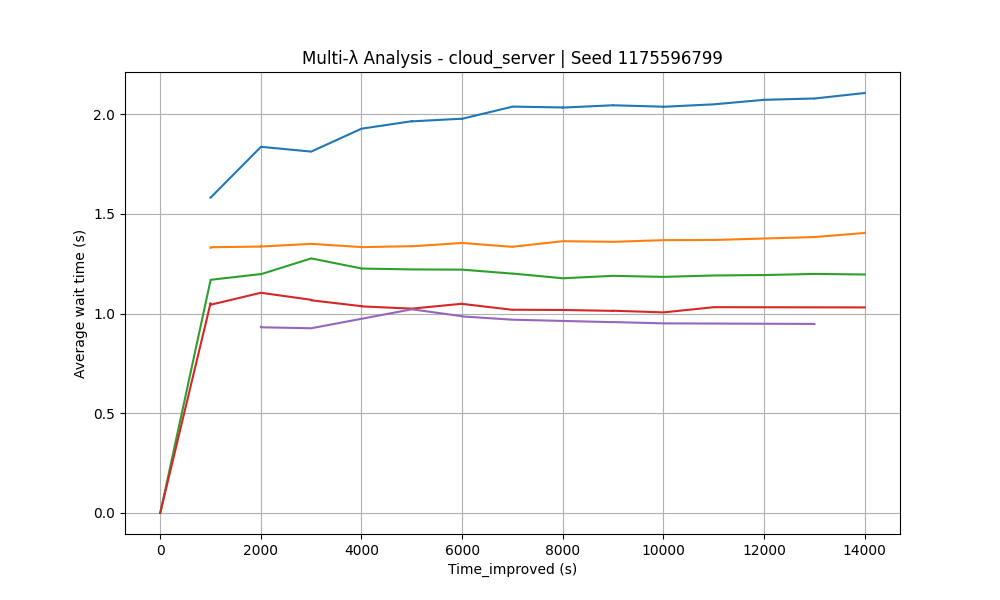 Multi-λ Analysis - cloud_server | Seed 1175596799
2.0
1.5
1.0
0.5
0.0
Average wait time (s)
0 2000 4000 6000 8000 10000 12000 14000
Time_improved (s)